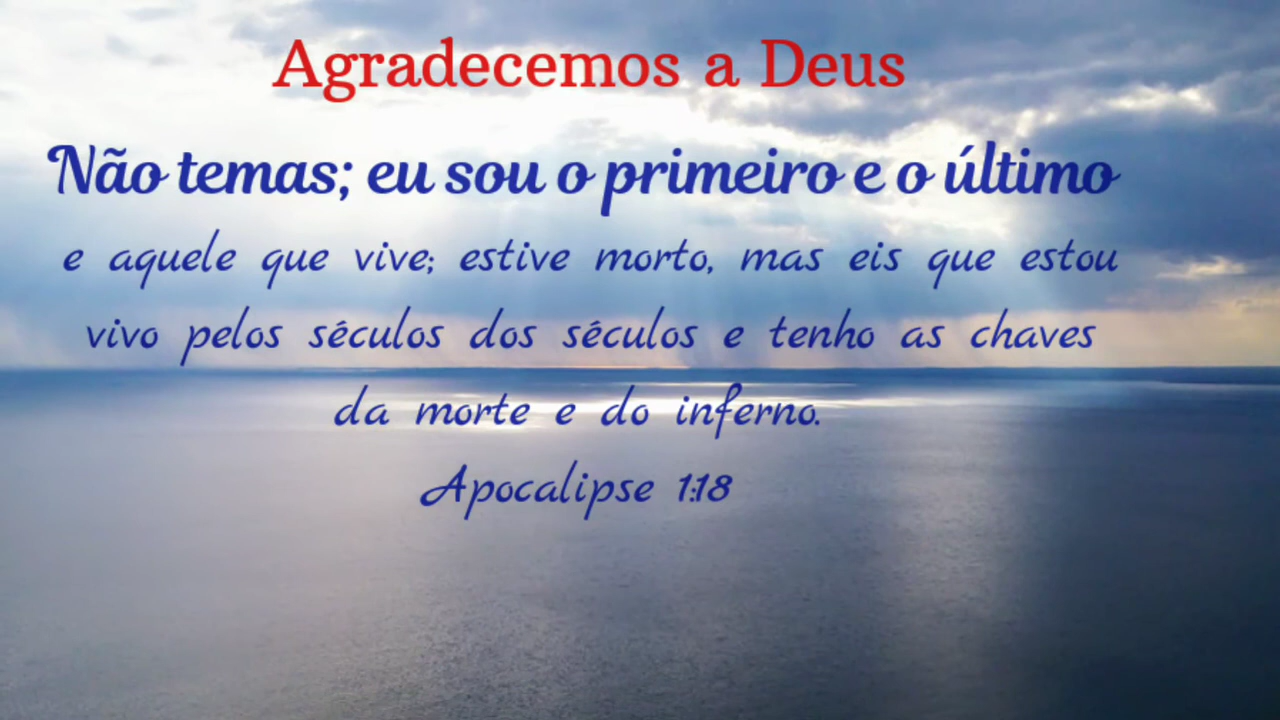 Agradecemos a Deus
Não temas; eu sou o primeiro e o último
e aquele que vive; estive morto, mas eis que estou
vivo pelos séculos dos séculos e tenho as chaves
da morte e do inferno.
Apocalipse 1:18